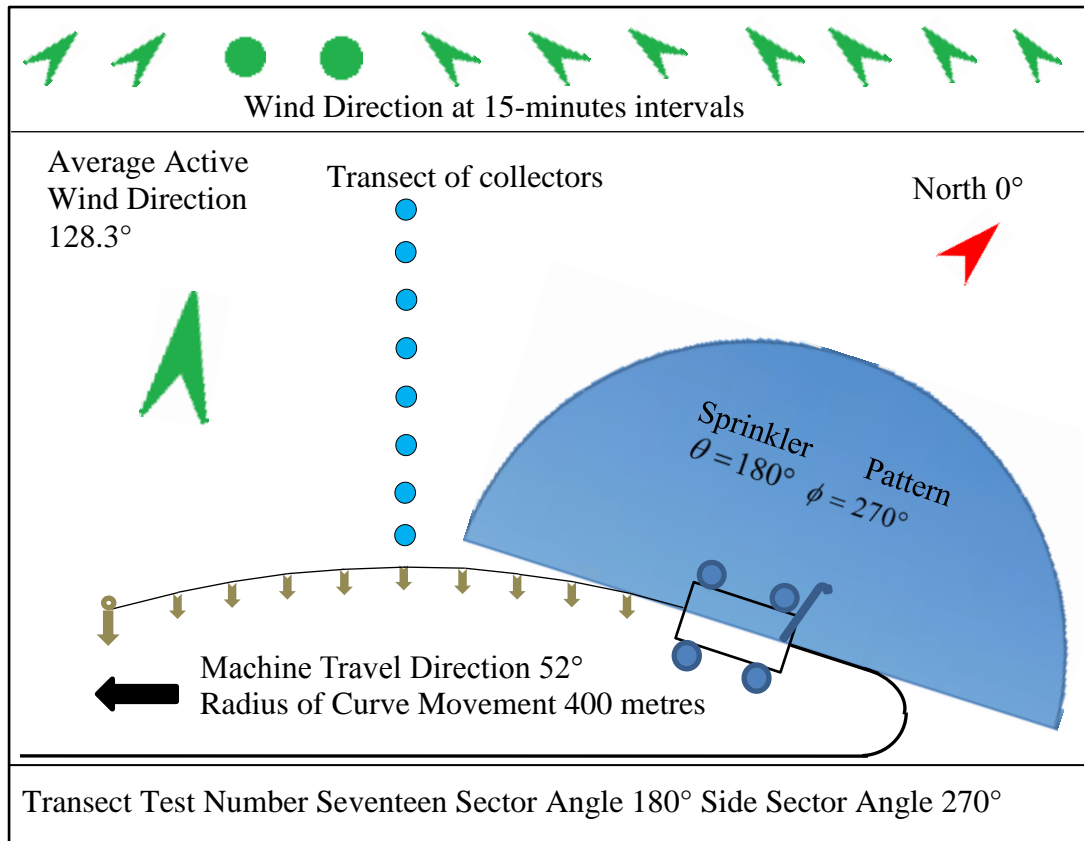 Wind Direction at 15-minutes intervals
Average Active
Wind Direction
128.3°
Transect of collectors
North 0°
Sprinkler Pattern
θ = 180° ϕ = 270°
Machine Travel Direction 52°
Radius of Curve Movement 400 metres
Transect Test Number Seventeen Sector Angle 180° Side Sector Angle 270°